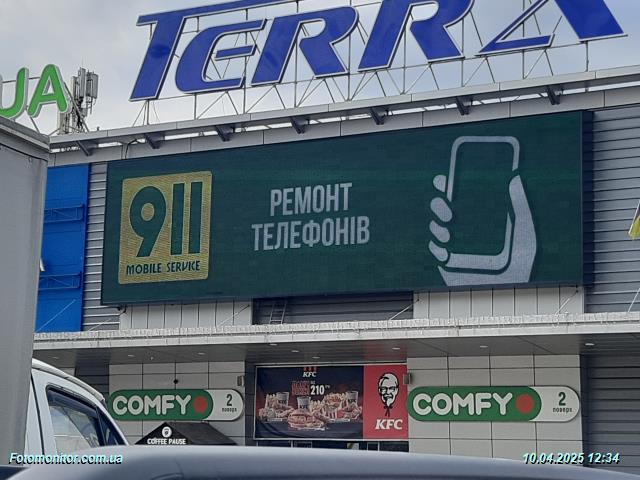 TERRA
UA
911
MOBILE SERVICE
РЕМОНТ
ТЕЛЕФОНІВ
KFC
210
KFC
COMFY
2
поверх
COMFY
2
поверх
COFFEE PAUSE
Fotomonitor.com.ua
10.04.2025 12:34